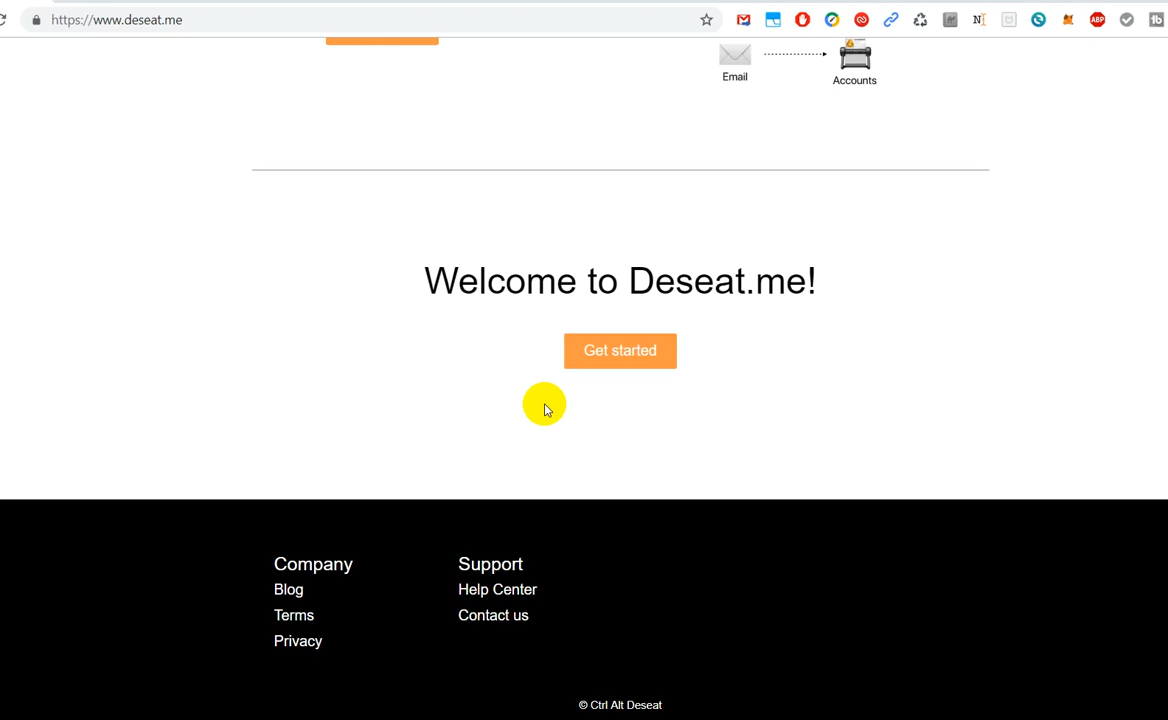 https://www.deseat.me
N
ABP
Email
Accounts
Welcome to Deseat.me!
Get started
Company
Support
Blog
Help Center
Terms
Contact us
Privacy
© Ctrl Alt Deseat